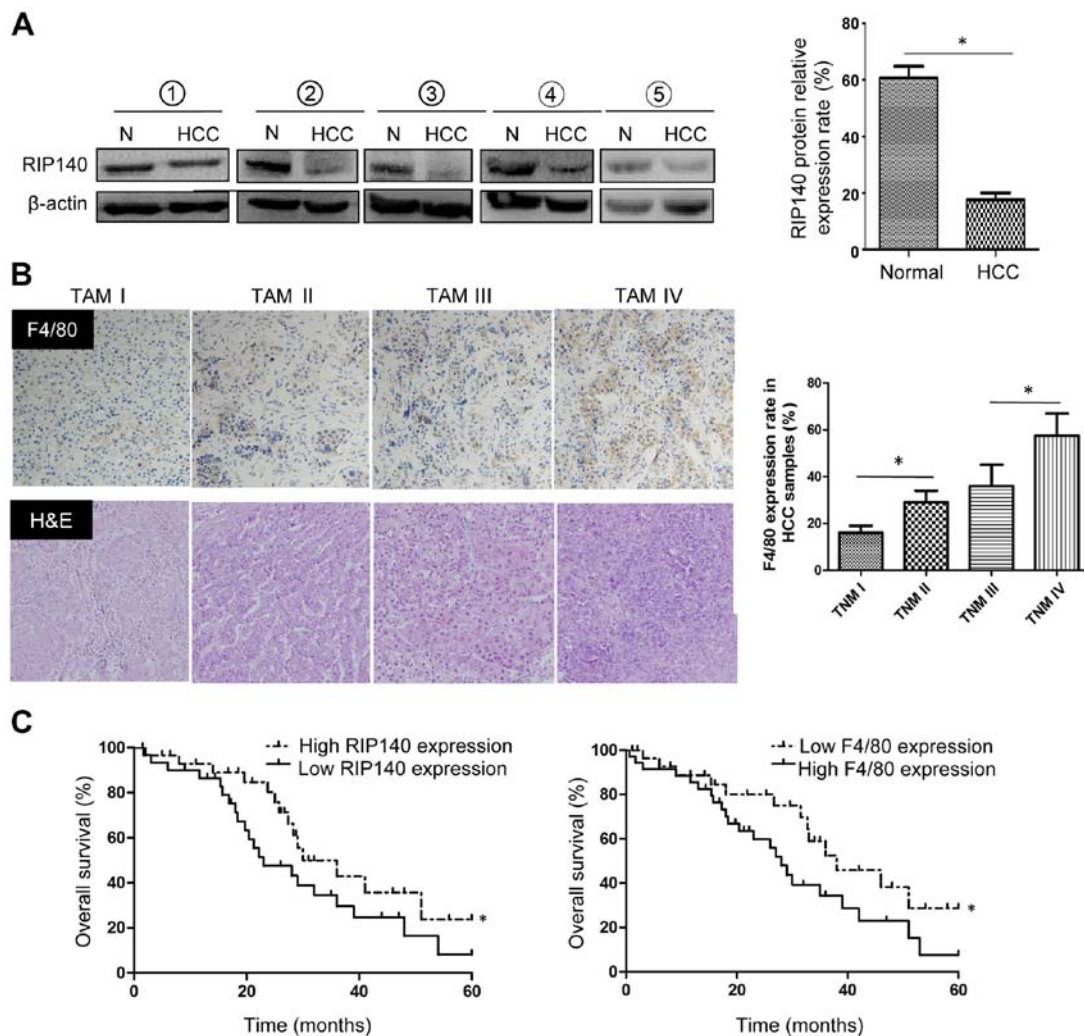 A
① ② ③ ④ ⑤
N HCC N HCC N HCC N HCC N HCC
RIP140
β-actin
RIP140 protein relative
expression rate (%)
80
60
40
20
0
Normal HCC
*
B
TAM I TAM II TAM III TAM IV
F4/80
H&E
F4/80 expression rate in
HCC samples (%)
80
60
40
20
0
TNM I TNM II TNM III TNM IV
*
*
C
Overall survival (%)
100
80
60
40
20
0
High RIP140 expression
Low RIP140 expression
*
0 20 40 60
Time (months)
Overall survival (%)
100
80
60
40
20
0
Low F4/80 expression
High F4/80 expression
*
0 20 40 60
Time (months)